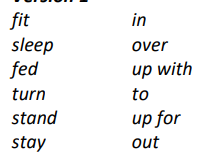 fit in
sleep over
fed up with
turn to
stand up for
stay out